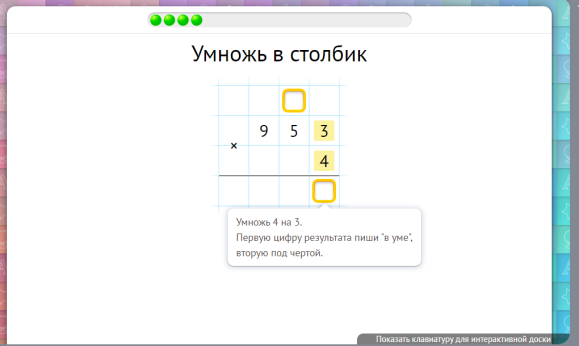 Умножь в столбик
9 5 3
×
4
Умножь 4 на 3.
Первую цифру результата пиши "в уме",
вторую под чертой.
Показать клавиатуру для интерактивной доски